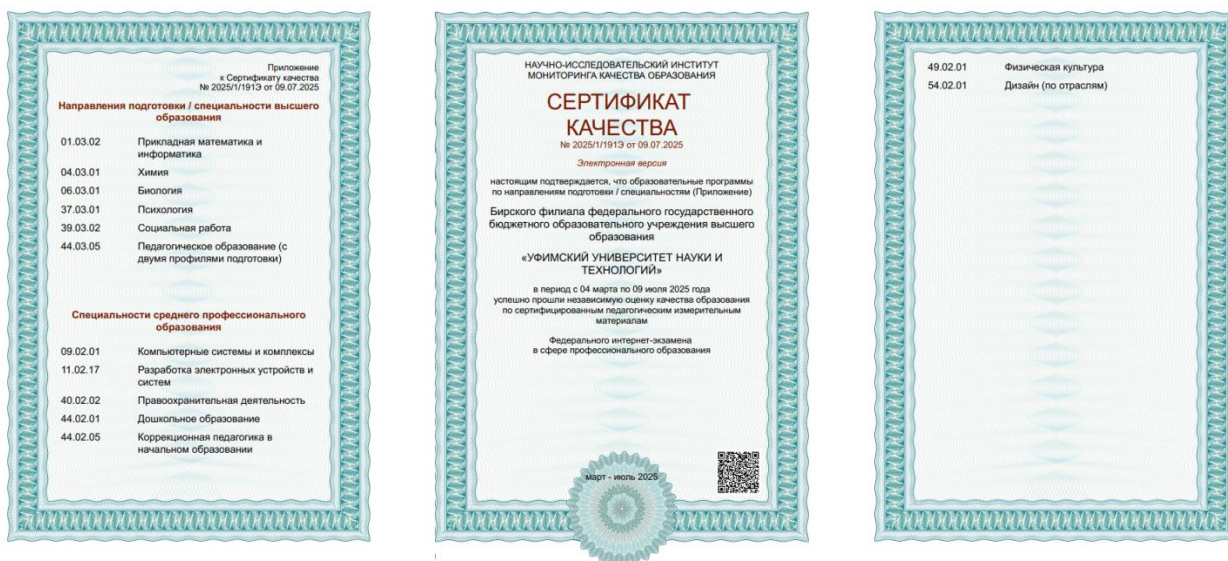 Приложение
к Сертификату качества
№ 2025/1/191Э от 09.07.2025
Направления подготовки / специальности высшего
образования
01.03.02 Прикладная математика и
информатика
04.03.01 Химия
06.03.01 Биология
37.03.01 Психология
39.03.02 Социальная работа
44.03.05 Педагогическое образование (с
двумя профилями подготовки)
Специальности среднего профессионального
образования
09.02.01 Компьютерные системы и комплексы
11.02.17 Разработка электронных устройств и
систем
40.02.02 Правоохранительная деятельность
44.02.01 Дошкольное образование
44.02.05 Коррекционная педагогика в
начальном образовании
НАУЧНО-ИССЛЕДОВАТЕЛЬСКИЙ ИНСТИТУТ
МОНИТОРИНГА КАЧЕСТВА ОБРАЗОВАНИЯ
СЕРТИФИКАТ
КАЧЕСТВА
№ 2025/1/191Э от 09.07.2025
Электронная версия
настоящим подтверждается, что образовательные программы
по направлениям подготовки / специальностям (Приложение)
Бирского филиала федерального государственного
бюджетного образовательного учреждения высшего
образования
«УФИМСКИЙ УНИВЕРСИТЕТ НАУКИ И
ТЕХНОЛОГИЙ»
в период с 04 марта по 09 июля 2025 года
успешно прошли независимую оценку качества образования
по сертифицированным педагогическим измерительным
материалам
Федерального интернет-экзамена
в сфере профессионального образования
март - июль 2025
49.02.01 Физическая культура
54.02.01 Дизайн (по отраслям)